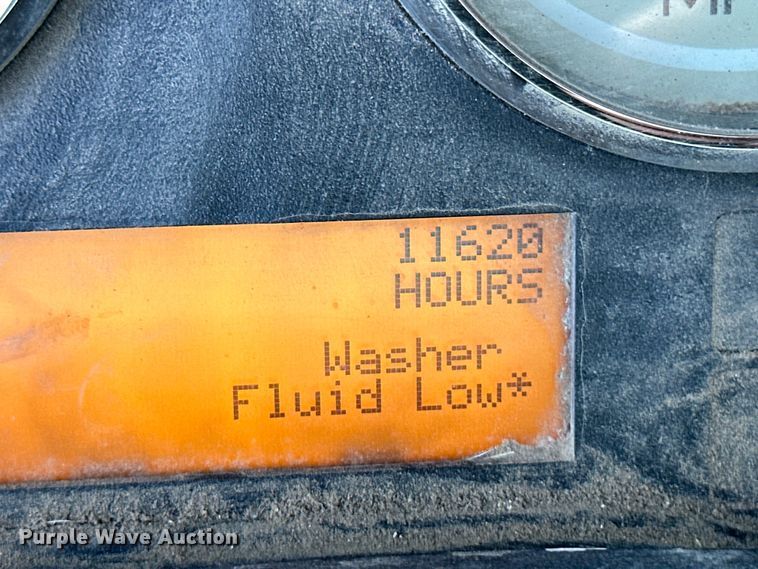 11620
HOURS
Washer
Fluid Low*
Purple Wave Auction